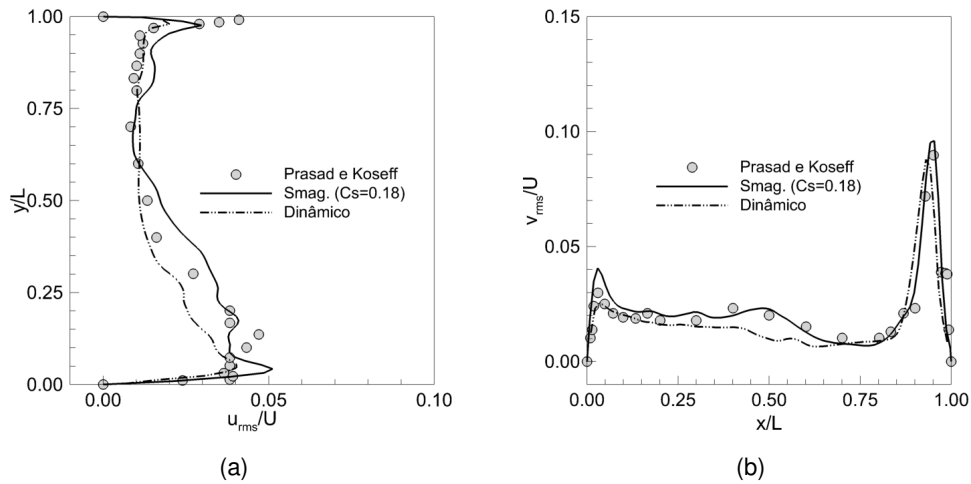 1.00
0.75
0.50
0.25
0.00
y/L
Prasad e Koseff
Smag. (Cs=0.18)
Dinâmico
0.00
0.05
0.10
u_rms/U
(a)
0.15
0.10
0.05
0.00
v_rms/U
Prasad e Koseff
Smag. (Cs=0.18)
Dinâmico
0.00
0.25
0.50
0.75
1.00
x/L
(b)